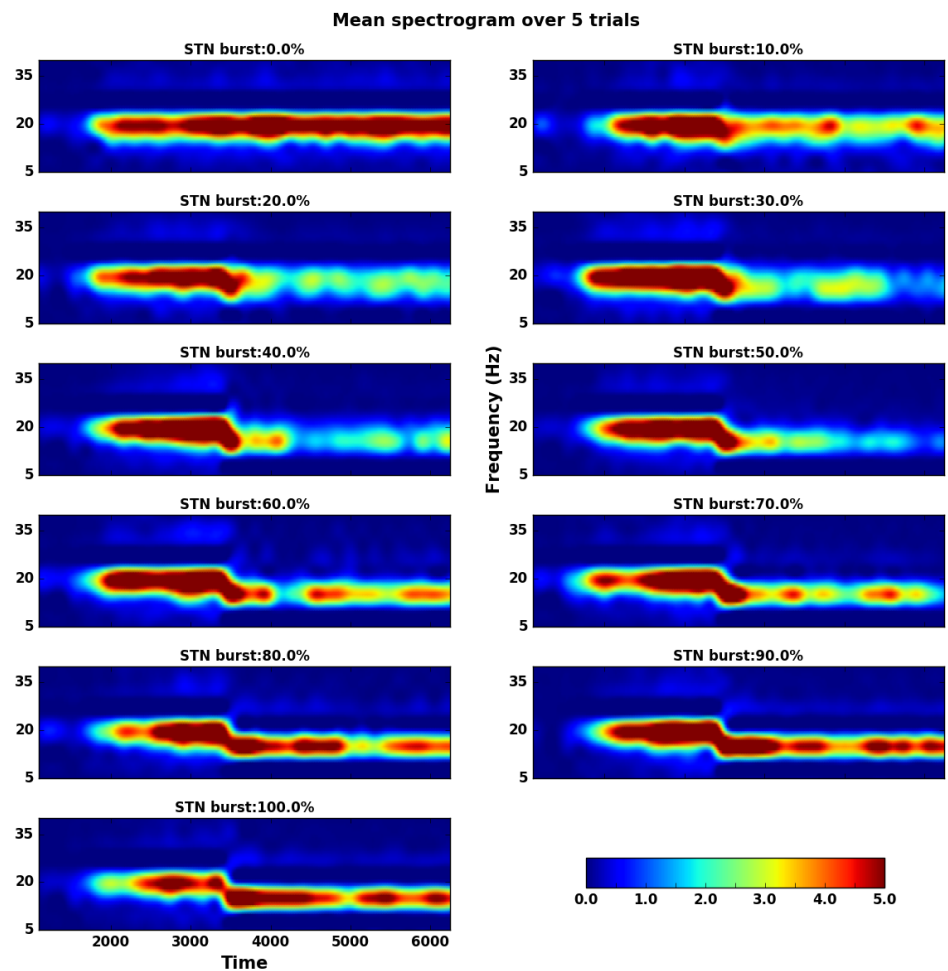 Mean spectrogram over 5 trials
STN burst:0.0%
35
20
5
STN burst:10.0%
35
20
5
STN burst:20.0%
35
20
5
STN burst:30.0%
35
20
5
STN burst:40.0%
35
20
5
Frequency (Hz)
STN burst:50.0%
35
20
5
STN burst:60.0%
35
20
5
STN burst:70.0%
35
20
5
STN burst:80.0%
35
20
5
STN burst:90.0%
35
20
5
STN burst:100.0%
35
20
5
2000 3000 4000 5000 6000
Time
0.0 1.0 2.0 3.0 4.0 5.0